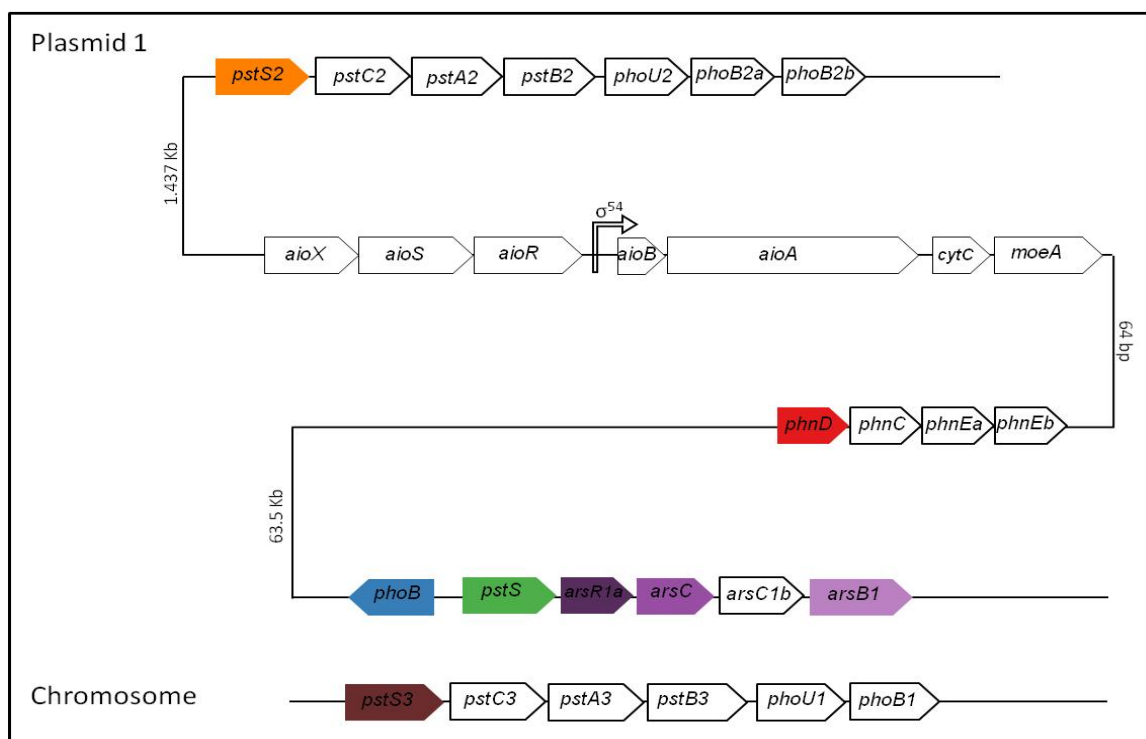 Plasmid 1
pstS2 pstC2 pstA2 pstB2 phoU2 phoB2a phoB2b
1.437 Kb
σ54
aioX aioS aioR aioB aioA cytC moeA
64 bp
phnD phnC phnEa phnEb
63.5 Kb
phoB pstS arsR1a arsC arsC1b arsB1
Chromosome
pstS3 pstC3 pstA3 pstB3 phoU1 phoB1